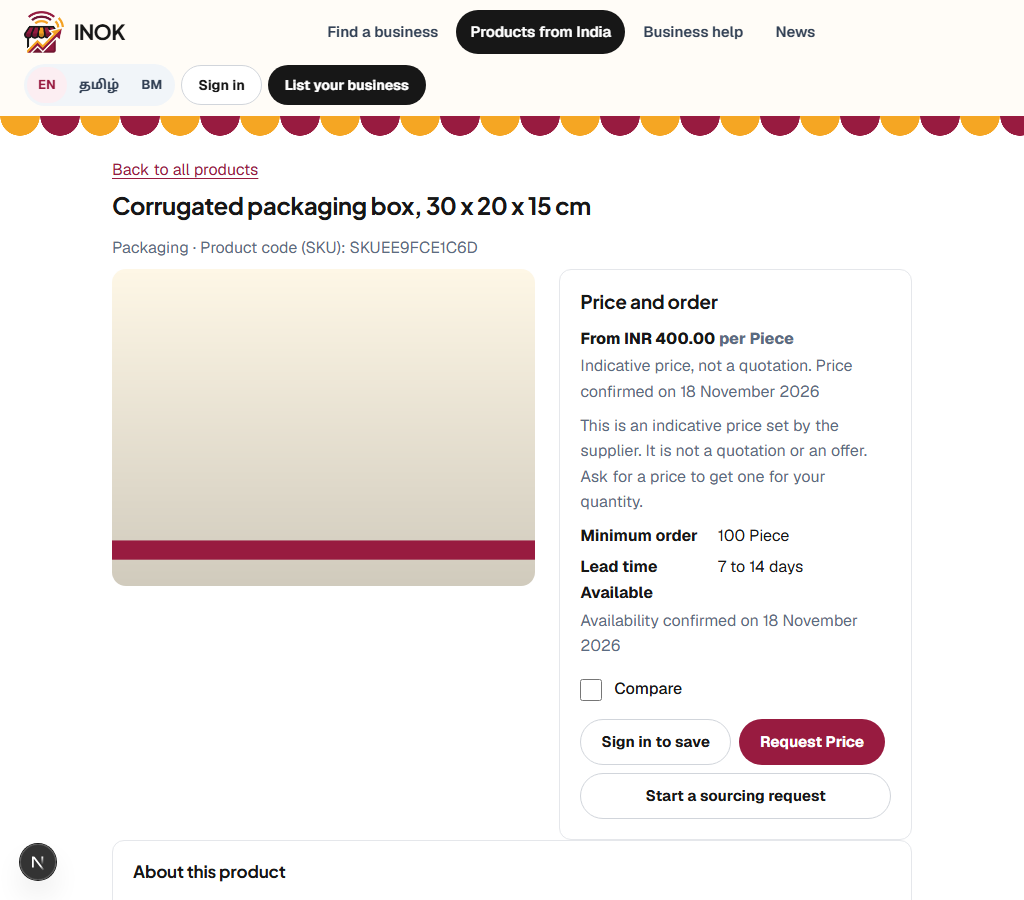 INOK
Find a business
Products from India
Business help
News
EN
தமிழ்
BM
Sign in
List your business
Back to all products
Corrugated packaging box, 30 x 20 x 15 cm
Packaging · Product code (SKU): SKUEE9FCE1C6D
Price and order
From INR 400.00 per Piece
Indicative price, not a quotation. Price
confirmed on 18 November 2026
This is an indicative price set by the
supplier. It is not a quotation or an offer.
Ask for a price to get one for your
quantity.
Minimum order 100 Piece
Lead time 7 to 14 days
Available
Availability confirmed on 18 November
2026
Compare
Sign in to save
Request Price
Start a sourcing request
N
About this product